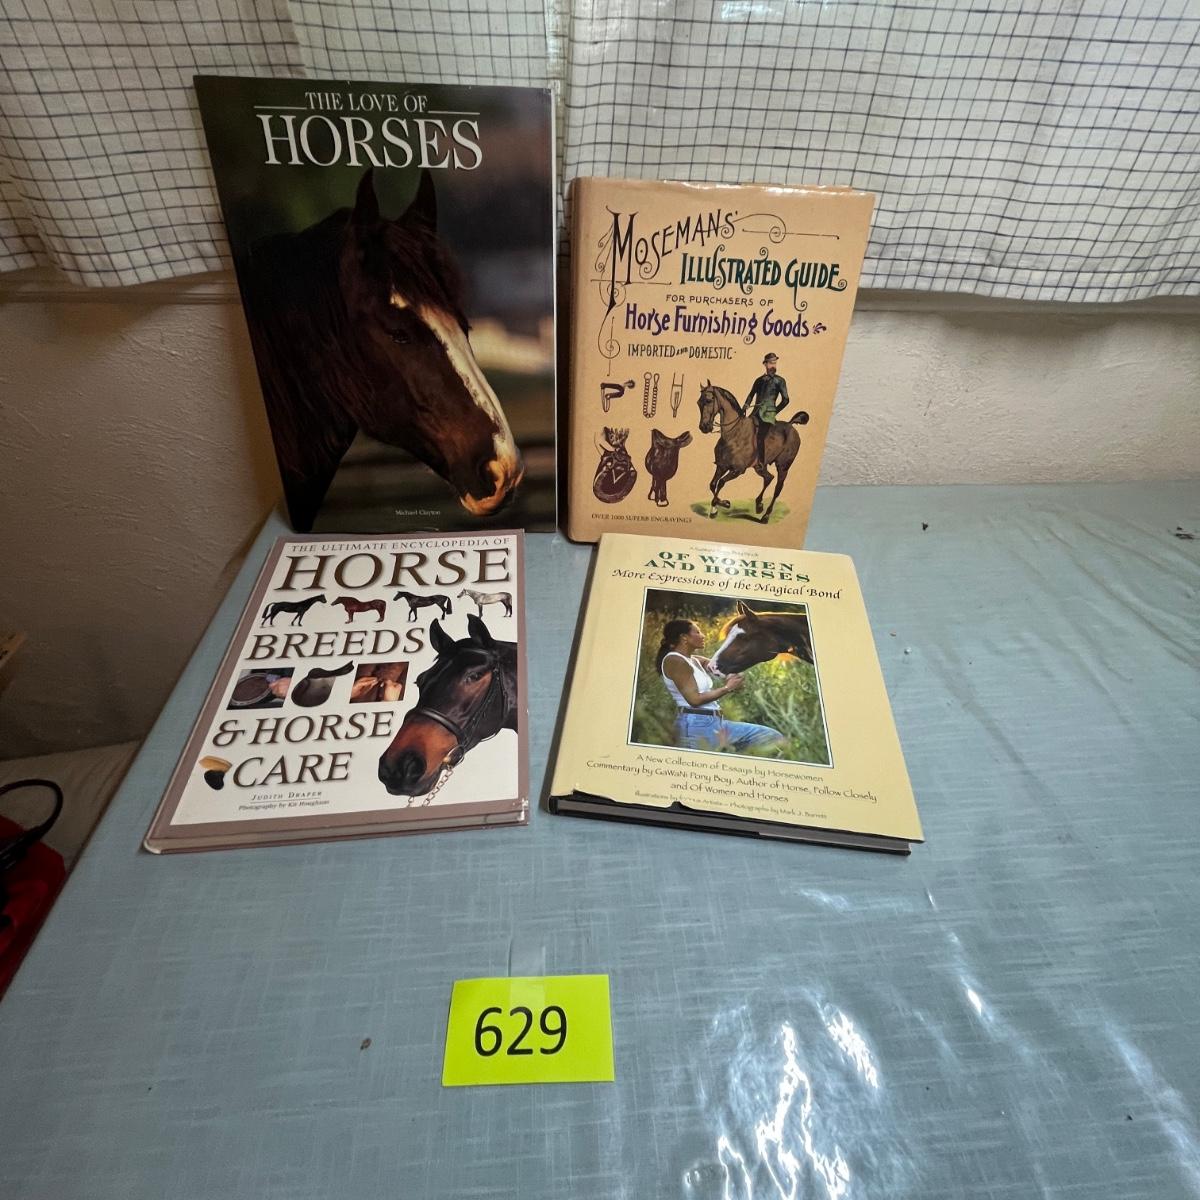 THE LOVE OF
HORSES
Michael Clayton
MOSEMANS'
ILLUSTRATED GUIDE
FOR PURCHASERS OF
Horse Furnishing Goods
IMPORTED AND DOMESTIC
OVER 1000 SUPERB ENGRAVINGS
THE ULTIMATE ENCYCLOPEDIA OF
HORSE
BREEDS
& HORSE
CARE
JUDITH DRAPER
Photography by Kit Houghton
OF WOMEN
AND HORSES
More Expressions of the Magical Bond
A New Collection of Essays by Horsewomen
Commentary by GaWaNi Pony Boy, Author of Horse, Follow Closely
and Of Women and Horses
Illustrations by Artists – Photographs by Mark J. Barrett
629